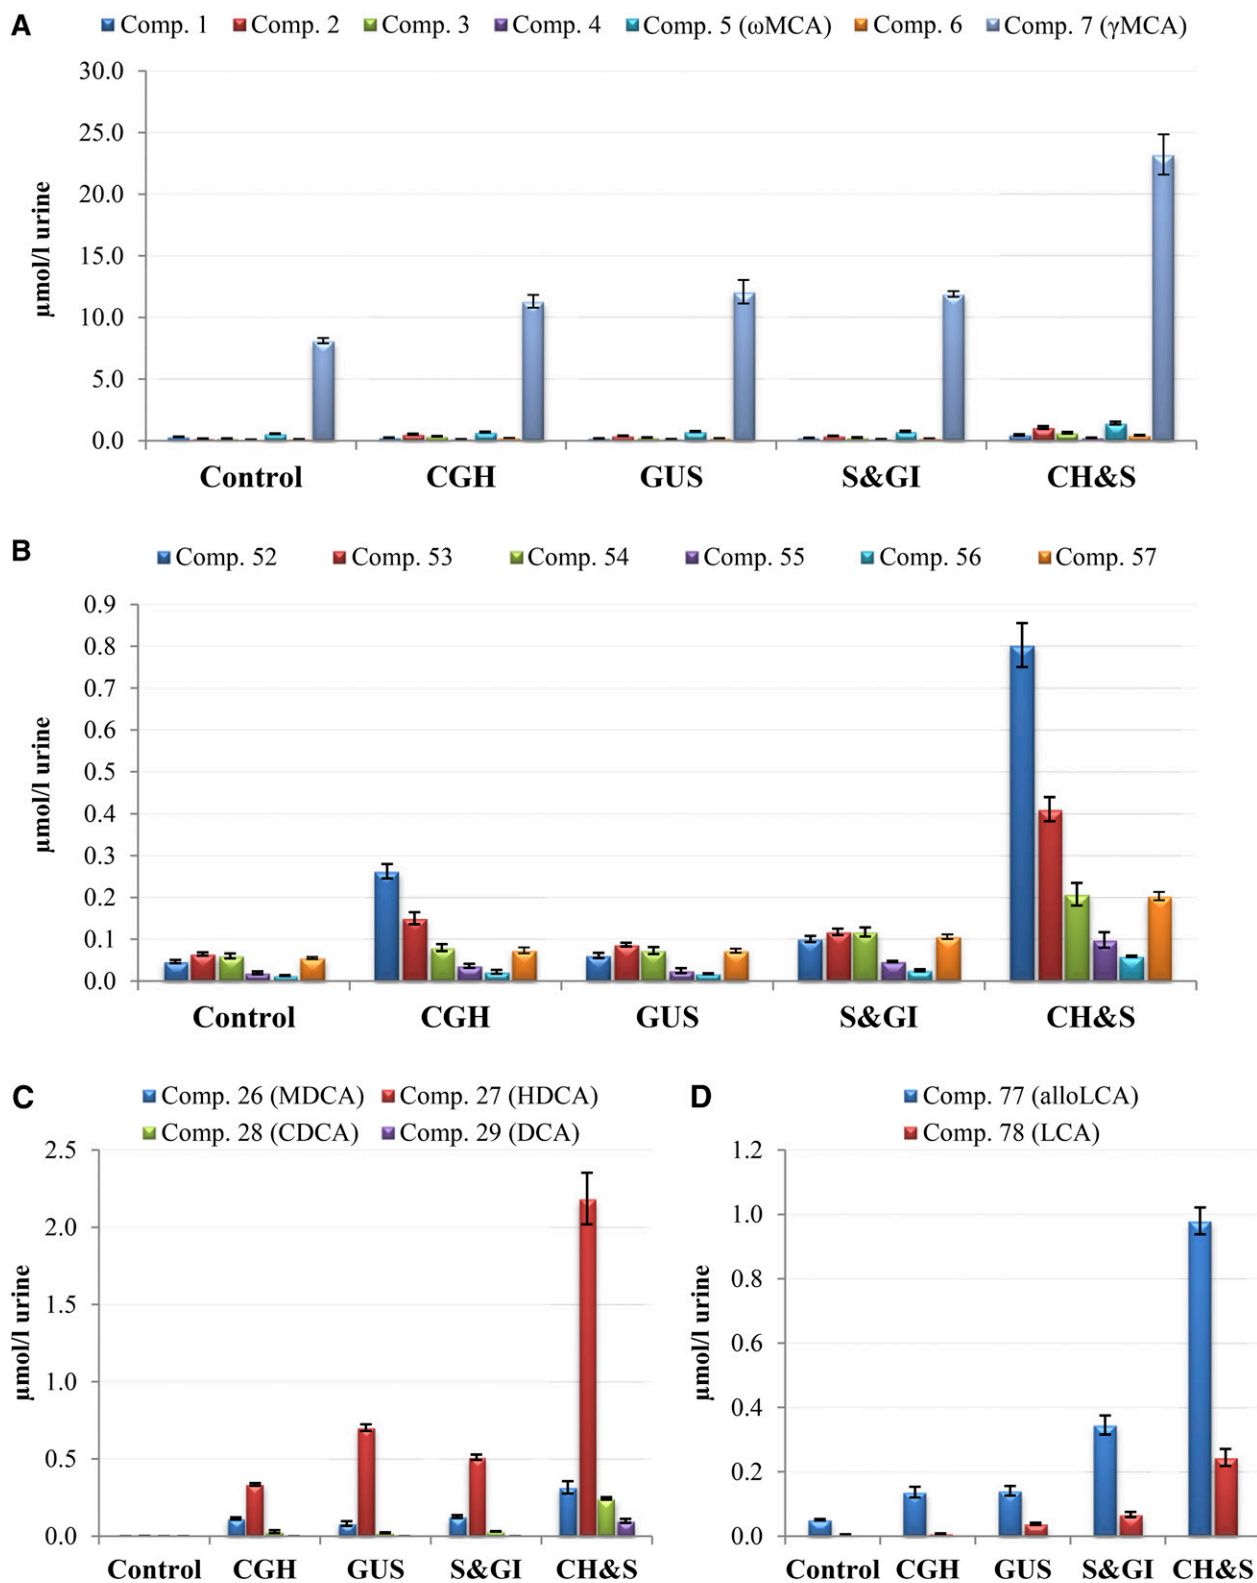 A
Comp. 1 Comp. 2 Comp. 3 Comp. 4 Comp. 5 (ωMCA) Comp. 6 Comp. 7 (γMCA)
30.0
25.0
20.0
15.0
10.0
5.0
0.0
µmol/l urine
Control CGH GUS S&GI CH&S
B
Comp. 52 Comp. 53 Comp. 54 Comp. 55 Comp. 56 Comp. 57
0.9
0.8
0.7
0.6
0.5
0.4
0.3
0.2
0.1
0.0
µmol/l urine
Control CGH GUS S&GI CH&S
C
Comp. 26 (MDCA) Comp. 27 (HDCA)
Comp. 28 (CDCA) Comp. 29 (DCA)
2.5
2.0
1.5
1.0
0.5
0.0
µmol/l urine
Control CGH GUS S&GI CH&S
D
Comp. 77 (alloLCA)
Comp. 78 (LCA)
1.2
1.0
0.8
0.6
0.4
0.2
0.0
µmol/l urine
Control CGH GUS S&GI CH&S